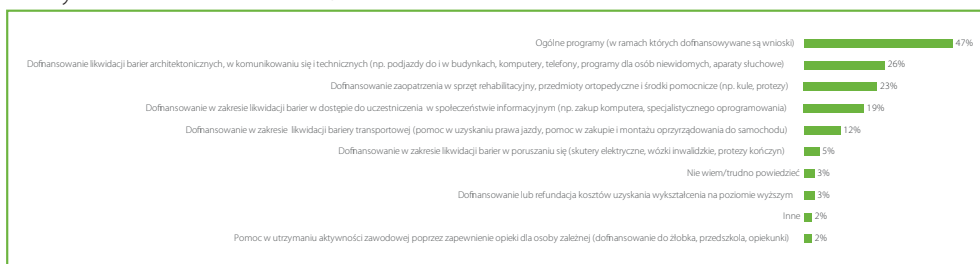 Ogólne programy (w ramach których dofinansowywane są wnioski) 47%
Dofinansowanie likwidacji barier architektonicznych, w komunikowaniu się i technicznych (np. podjazdy do i w budynkach, komputery, telefony, programy dla osób niewidomych, aparaty słuchowe) 26%
Dofinansowanie zaopatrzenia w sprzęt rehabilitacyjny, przedmioty ortopedyczne i środki pomocnicze (np. kule, protezy) 23%
Dofinansowanie w zakresie likwidacji barier w dostępie do uczestniczenia w społeczeństwie informacyjnym (np. zakup komputera, specjalistycznego oprogramowania) 19%
Dofinansowanie w zakresie likwidacji bariery transportowej (pomoc w uzyskaniu prawa jazdy, pomoc w zakupie i montażu oprzyrządowania do samochodu) 12%
Dofinansowanie w zakresie likwidacji barier w poruszaniu się (skutery elektryczne, wózki inwalidzkie, protezy kończyn) 5%
Nie wiem/trudno powiedzieć 3%
Dofinansowanie lub refundacja kosztów uzyskania wykształcenia na poziomie wyższym 3%
Inne 2%
Pomoc w utrzymaniu aktywności zawodowej poprzez zapewnienie opieki dla osoby zależnej (dofinansowanie do żłobka, przedszkola, opiekunki) 2%